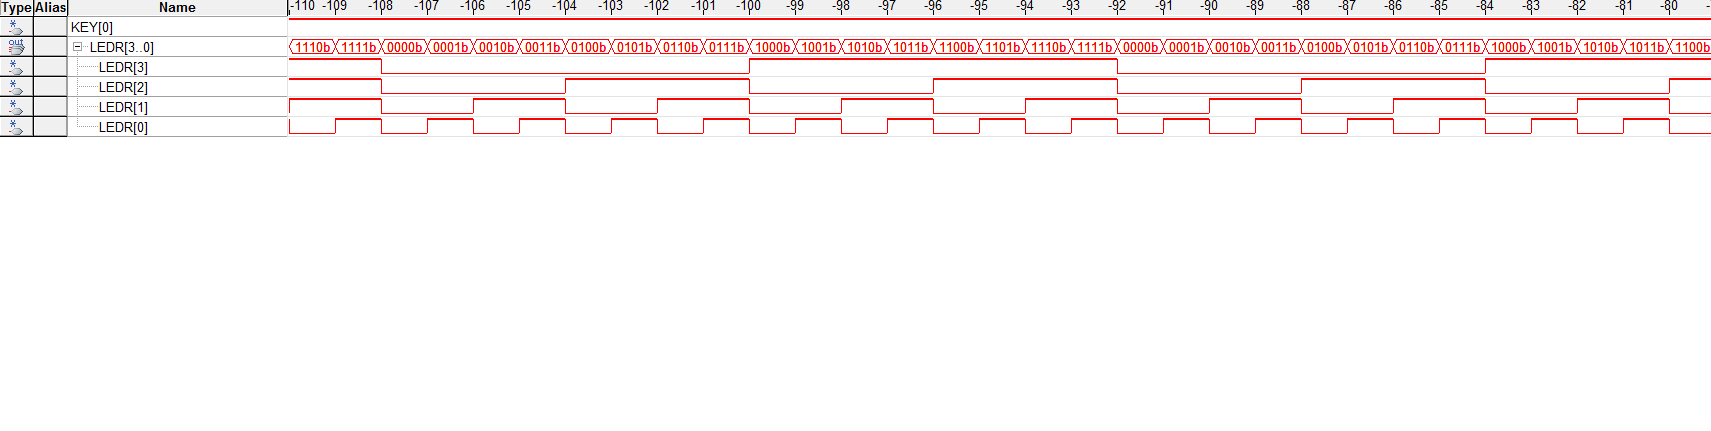 Type Alias Name -110 -109 -108 -107 -106 -105 -104 -103 -102 -101 -100 -99 -98 -97 -96 -95 -94 -93 -92 -91 -90 -89 -88 -87 -86 -85 -84 -83 -82 -81 -80
* KEY[0]
out LEDR[3..0] 1110b 1111b 0000b 0001b 0010b 0011b 0100b 0101b 0110b 0111b 1000b 1001b 1010b 1011b 1100b 1101b 1110b 1111b 0000b 0001b 0010b 0011b 0100b 0101b 0110b 0111b 1000b 1001b 1010b 1011b 1100b
* LEDR[3]
* LEDR[2]
* LEDR[1]
* LEDR[0]